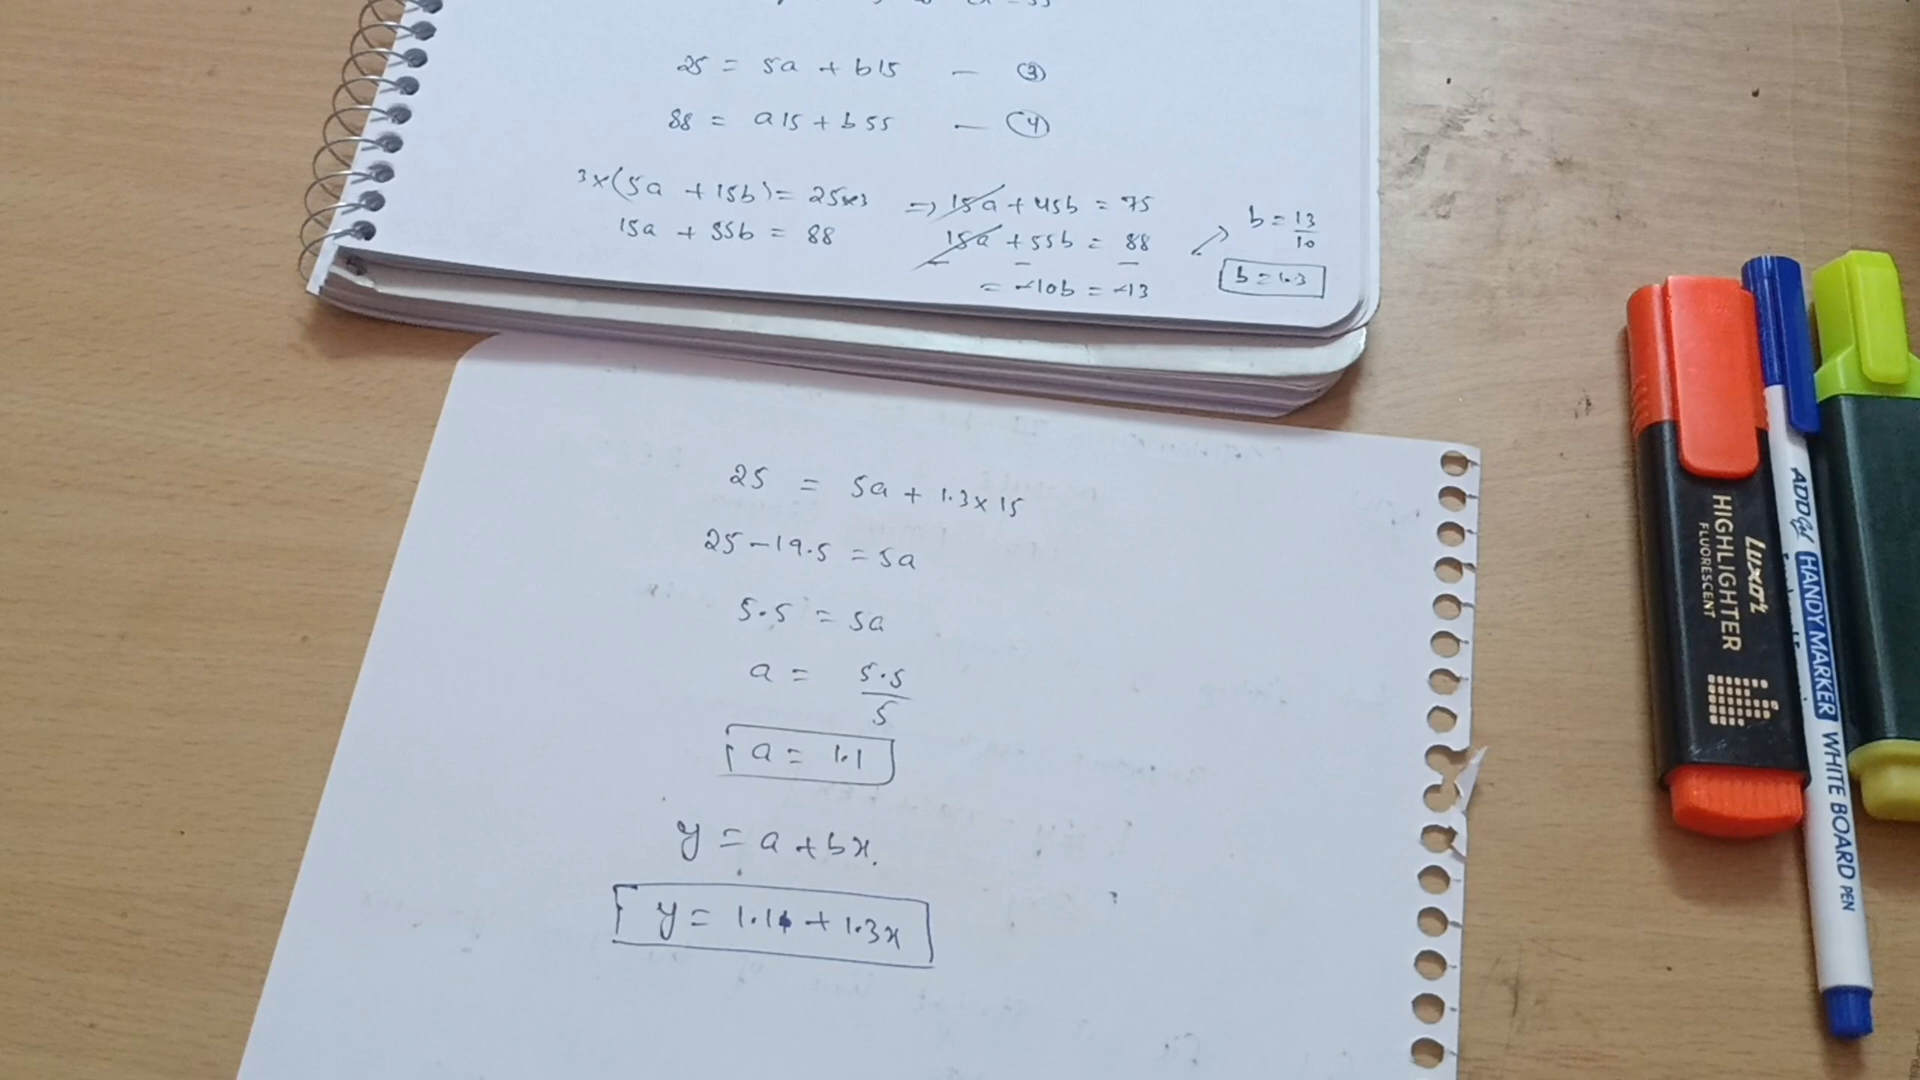 25 = 5a + b15 — ③
88 = a15 + b55 — ④
3x(5a + 15b) = 25x3 ⇒ 15a + 45b = 75
15a + 55b = 88
15a + 55b = 88
= -10b = -13
b = 13/10
b = 1.3
25 = 5a + 1.3 x 15
25 - 19.5 = 5a
5.5 = 5a
a = 5.5/5
a = 1.1
y = a + bx.
y = 1.1 + 1.3x
Luxor
HIGHLIGHTER
FLUORESCENT
ADD Gel HANDY MARKER WHITE BOARD PEN